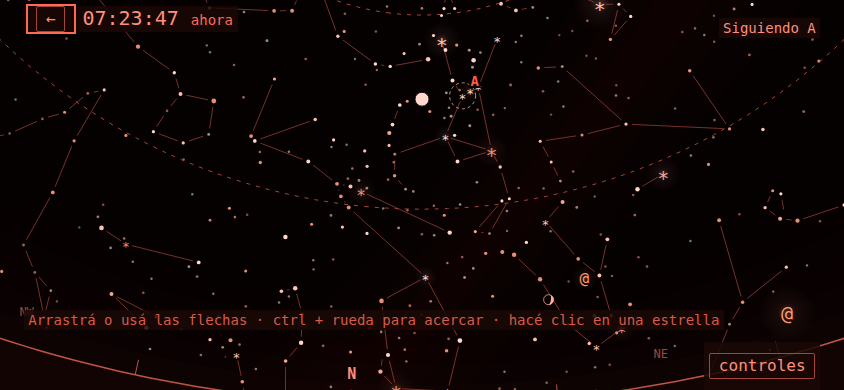 ← 07:23:47 ahora
Siguiendo A
A
@
@
Arrastrá o usá las flechas · ctrl + rueda para acercar · hacé clic en una estrella
NE
controles
N